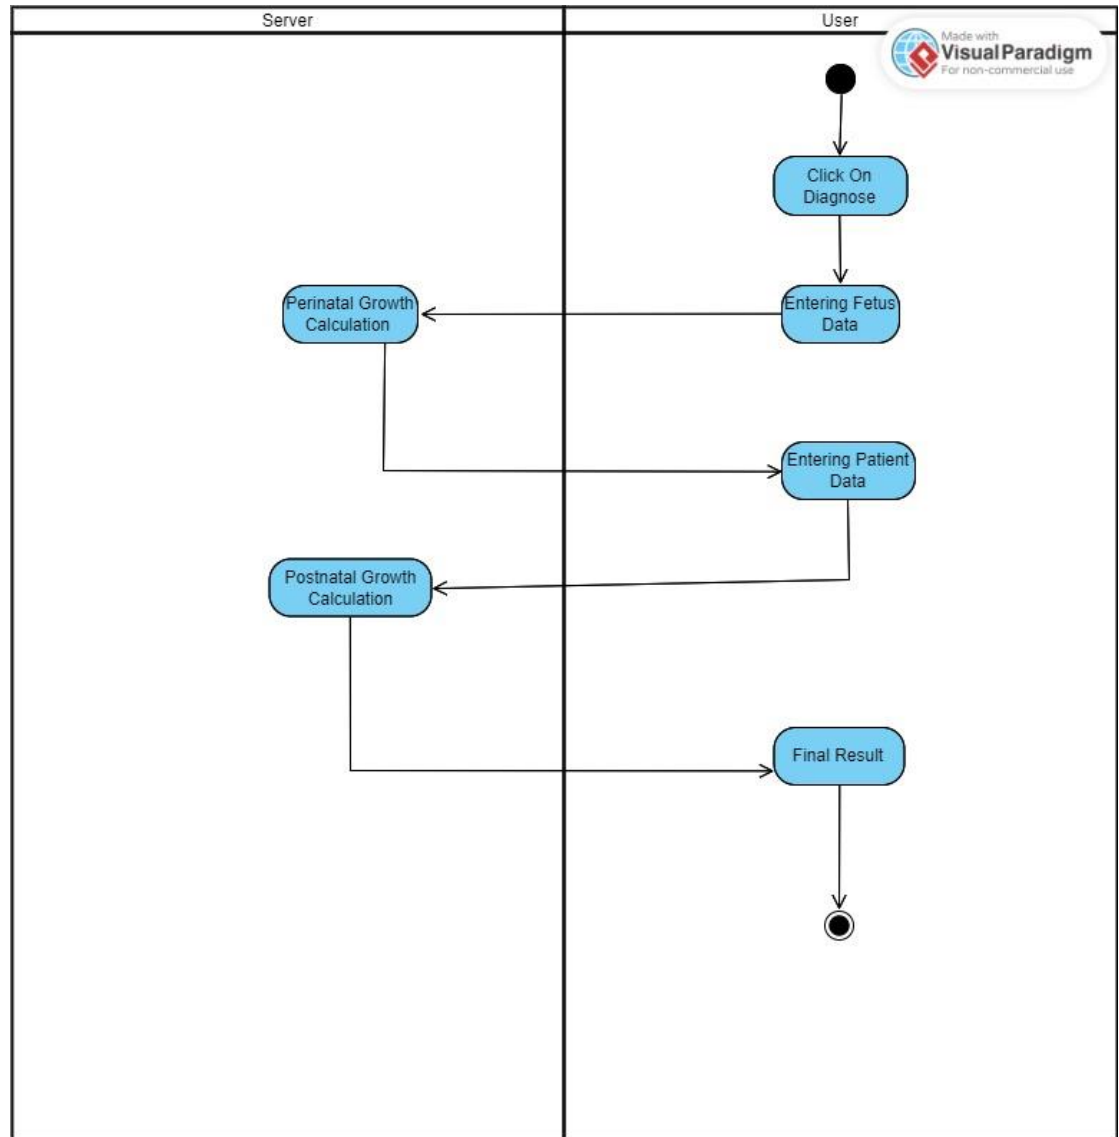 Server
User
Made with
Visual Paradigm
For non-commercial use
Click On
Diagnose
Perinatal Growth
Calculation
Entering Fetus
Data
Entering Patient
Data
Postnatal Growth
Calculation
Final Result